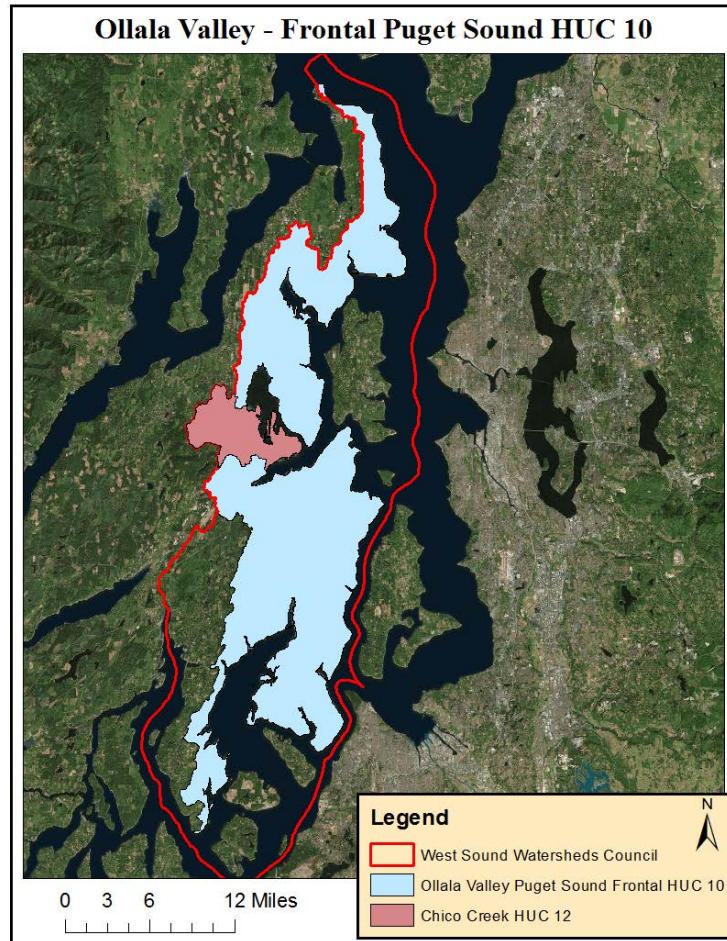 Ollala Valley - Frontal Puget Sound HUC 10
Legend
N
West Sound Watersheds Council
Ollala Valley Puget Sound Frontal HUC 10
Chico Creek HUC 12
0 3 6 12 Miles